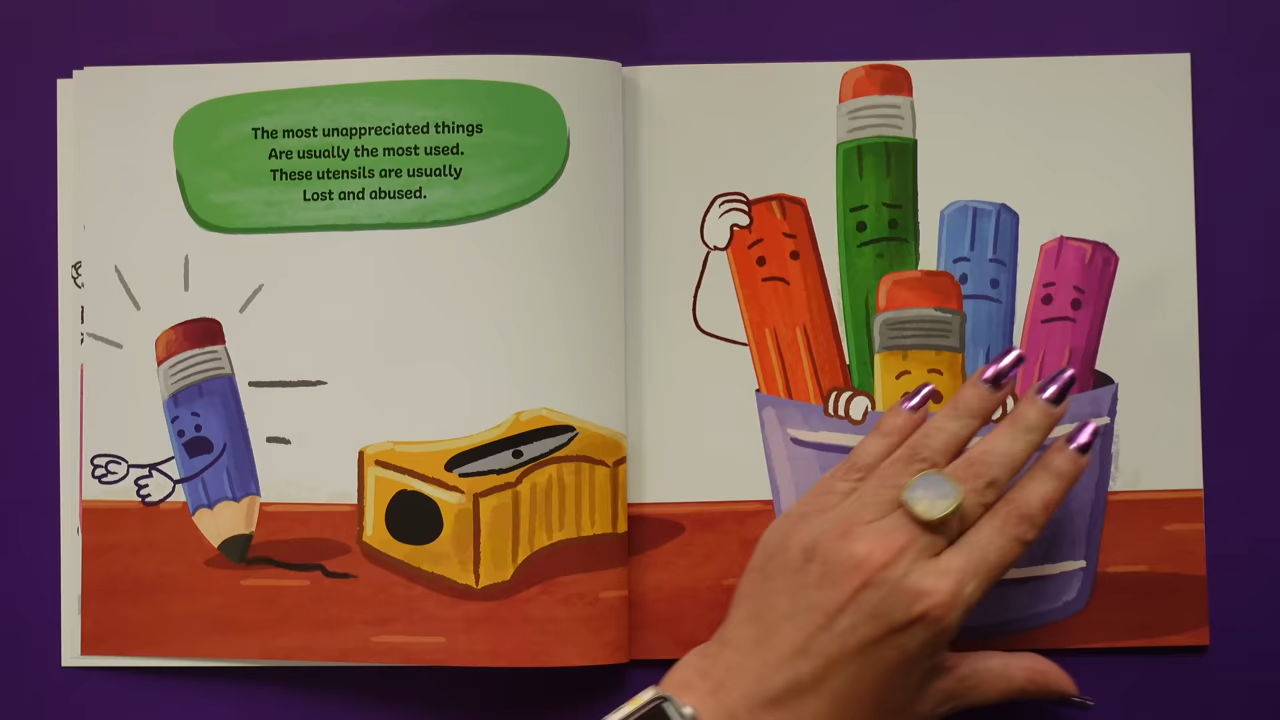 The most unappreciated things
Are usually the most used.
These utensils are usually
Lost and abused.